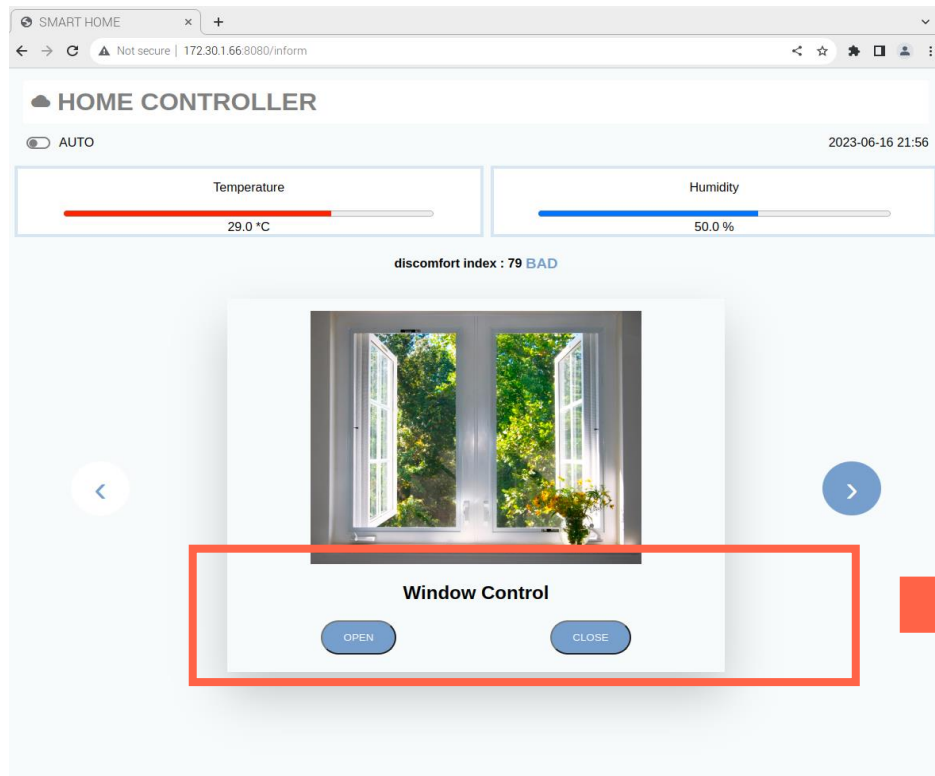 SMART HOME
Not secure | 172.30.1.66:8080/inform
HOME CONTROLLER
AUTO
2023-06-16 21:56
Temperature
Humidity
29.0 *C
50.0 %
discomfort index : 79 BAD
Window Control
OPEN
CLOSE